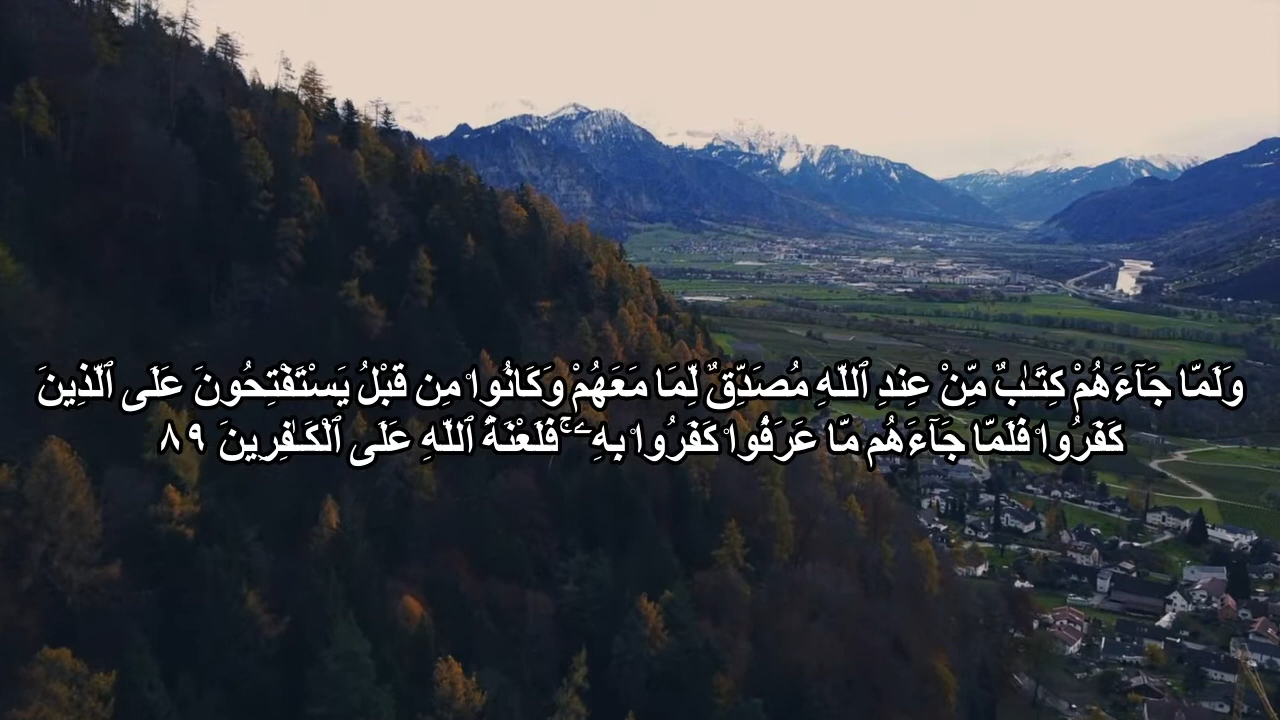 وَلَمَّا جَآءَهُمْ كِتَـٰبٌ مِّنْ عِندِ ٱللَّهِ مُصَدِّقٌ لِّمَا مَعَهُمْ وَكَانُوا۟ مِن قَبْلُ يَسْتَفْتِحُونَ عَلَى ٱلَّذِينَ
كَفَرُوا۟ فَلَمَّا جَآءَهُم مَّا عَرَفُوا۟ كَفَرُوا۟ بِهِۦ ۚ فَلَعْنَةُ ٱللَّهِ عَلَى ٱلْكَـٰفِرِينَ ٨٩